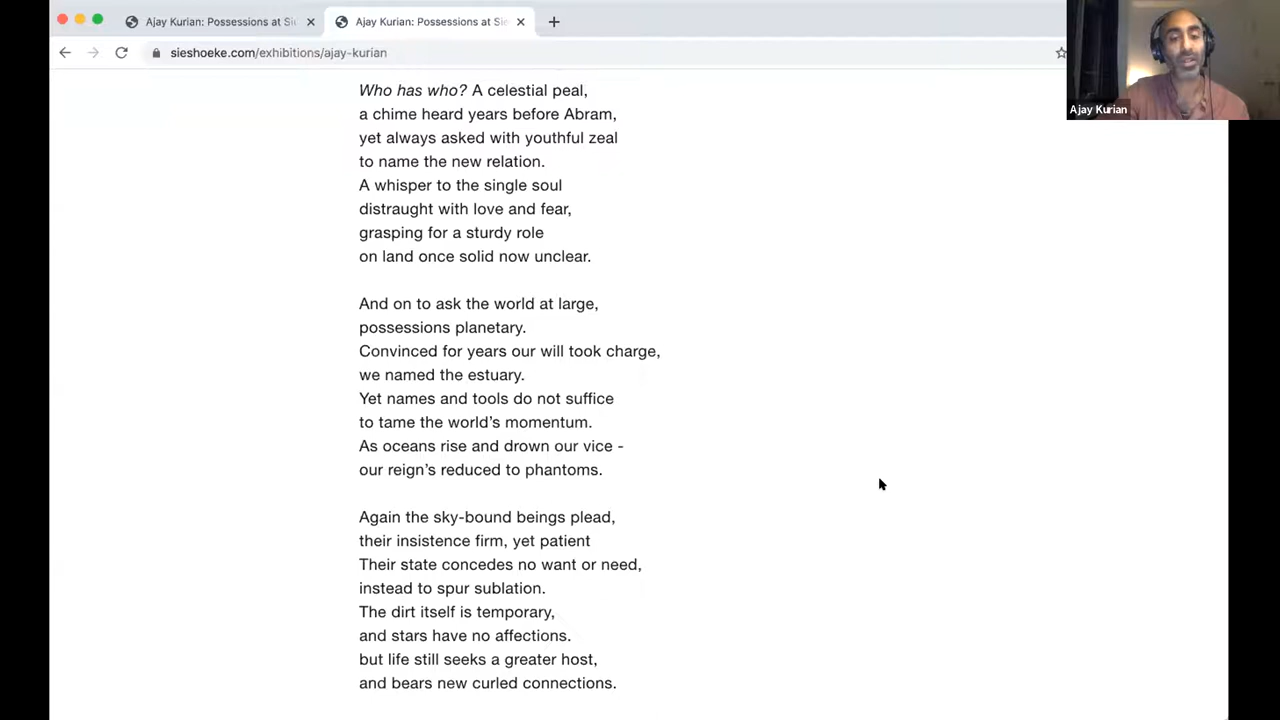 Ajay Kurian: Possessions at Si
Ajay Kurian: Possessions at Sie
sieshoeke.com/exhibitions/ajay-kurian
Ajay Kurian
Who has who? A celestial peal,
a chime heard years before Abram,
yet always asked with youthful zeal
to name the new relation.
A whisper to the single soul
distraught with love and fear,
grasping for a sturdy role
on land once solid now unclear.
And on to ask the world at large,
possessions planetary.
Convinced for years our will took charge,
we named the estuary.
Yet names and tools do not suffice
to tame the world’s momentum.
As oceans rise and drown our vice -
our reign’s reduced to phantoms.
Again the sky-bound beings plead,
their insistence firm, yet patient
Their state concedes no want or need,
instead to spur sublation.
The dirt itself is temporary,
and stars have no affections.
but life still seeks a greater host,
and bears new curled connections.